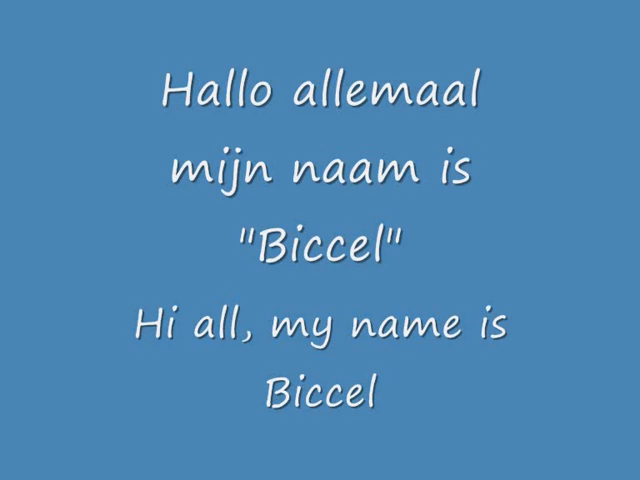 Hallo allemaal
mijn naam is
"Biccel"
Hi all, my name is
Biccel